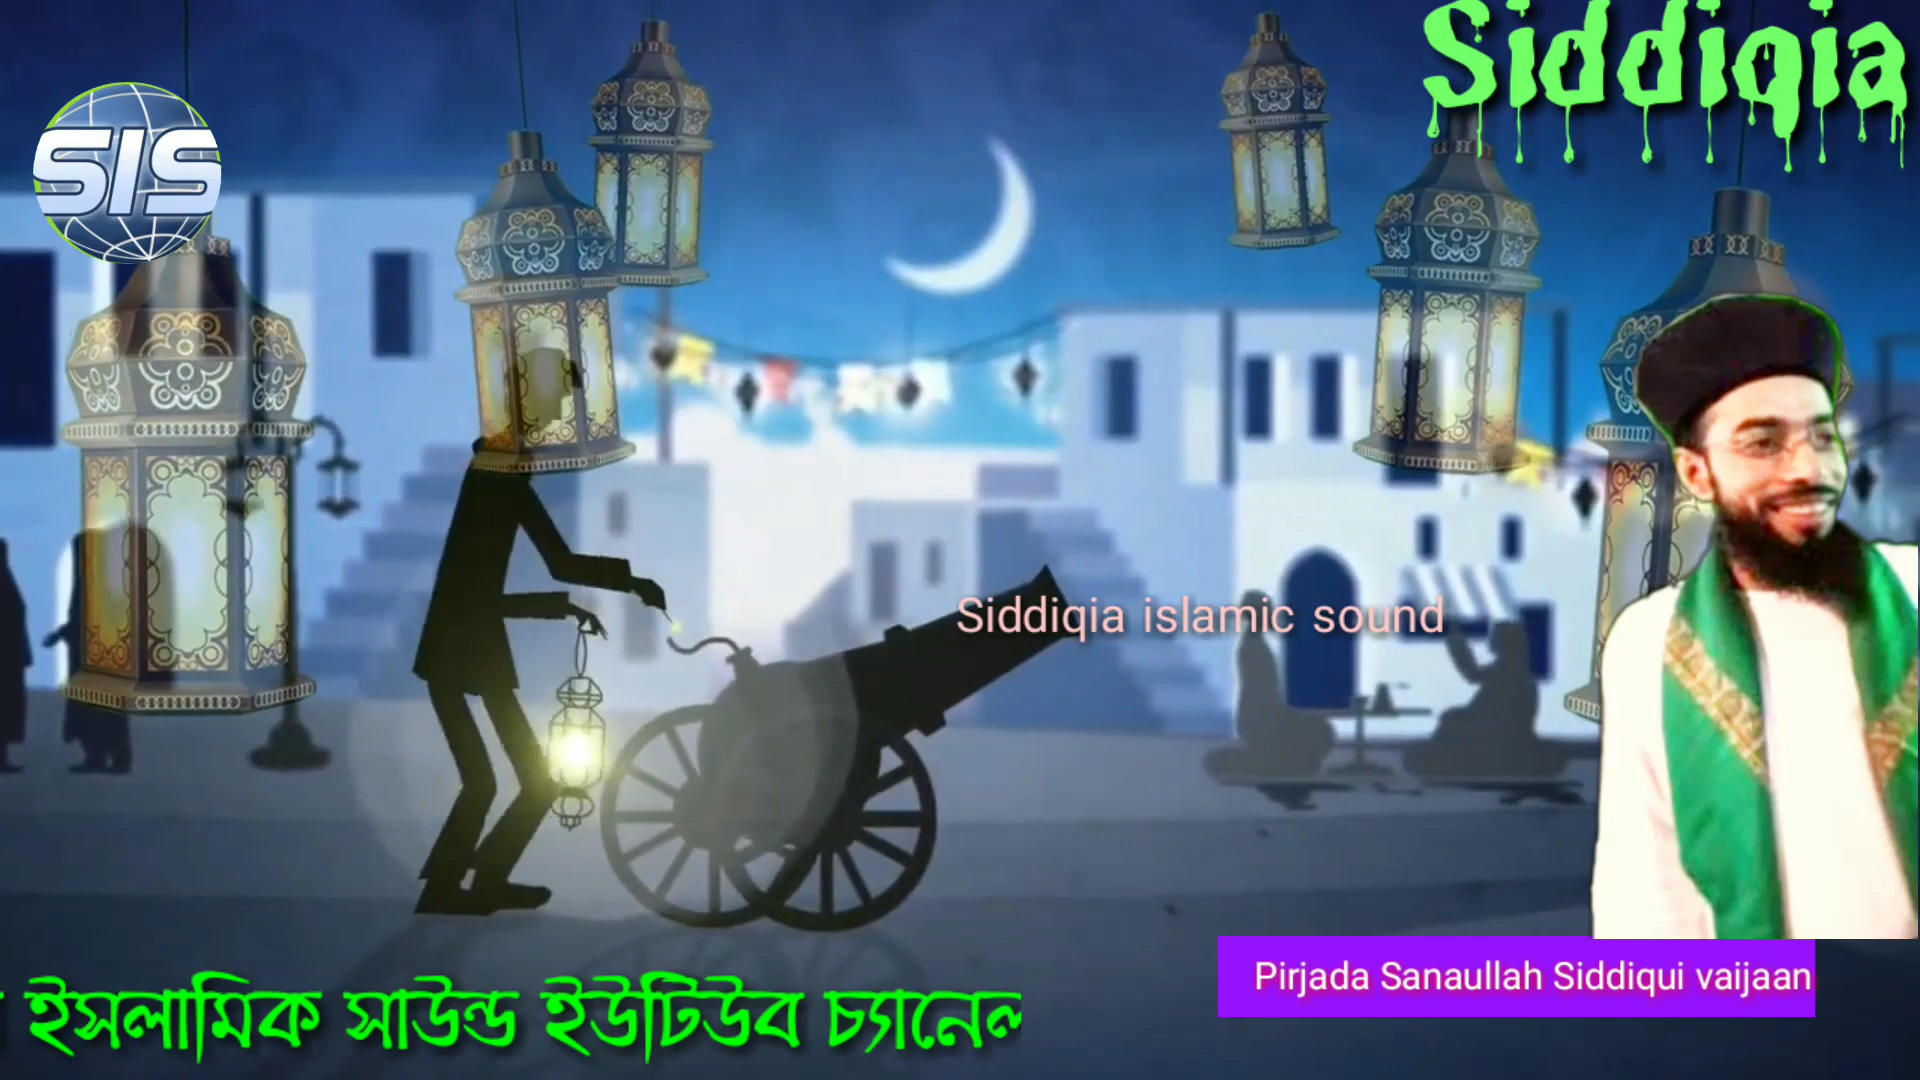 Siddiqia
SIS
Siddiqia islamic sound
Pirjada Sanaullah Siddiqui vaijaan
ইসলামিক সাউন্ড ইউটিউব চ্যানেল